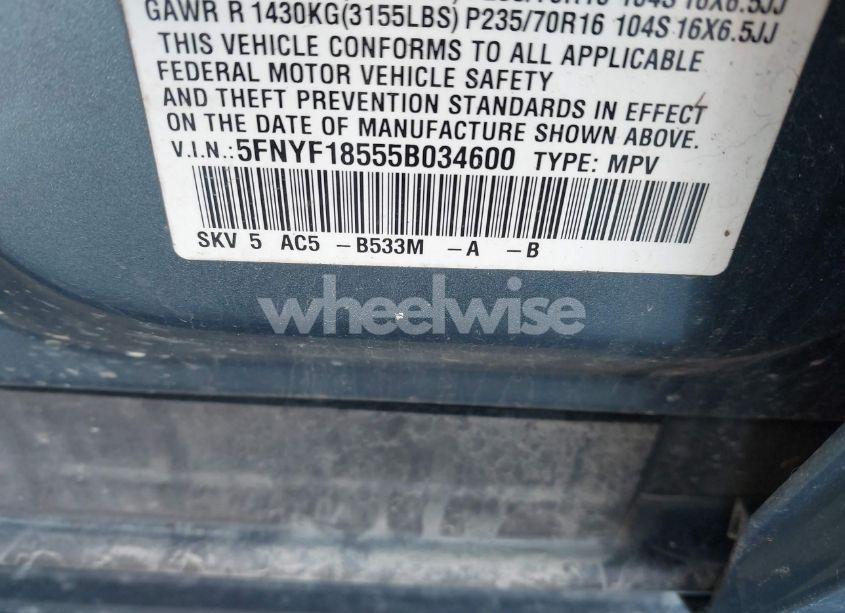 GAWR R 1430KG(3155LBS) P235/70R16 104S 16X6.5JJ
THIS VEHICLE CONFORMS TO ALL APPLICABLE
FEDERAL MOTOR VEHICLE SAFETY
AND THEFT PREVENTION STANDARDS IN EFFECT
ON THE DATE OF MANUFACTURE SHOWN ABOVE.
V.I.N.: 5FNYF18555B034600 TYPE: MPV
SKV 5 AC5 -B533M -A -B
wheelwise